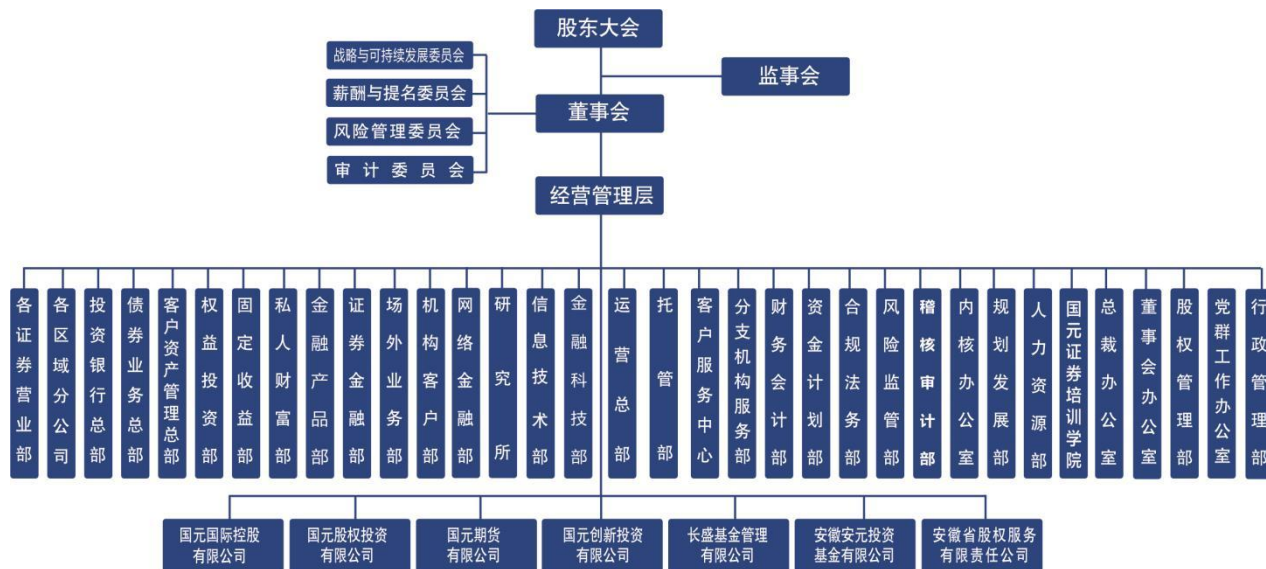 股东大会
战略与可持续发展委员会
监事会
薪酬与提名委员会
董事会
风险管理委员会
审计委员会
经营管理层
各证券营业部
各区域分公司
投资银行总部
债券业务总部
客户资产管理总部
权益投资部
固定收益部
私人财富部
金融产品部
证券金融部
场外业务部
机构客户部
网络金融部
研究所
信息技术部
金融科技部
运营总部
托管部
客户服务中心
分支机构服务部
财务会计部
资金计划部
合规法务部
风险监管部
稽核审计部
内核办公室
规划发展部
人力资源部
国元证券培训学院
总裁办公室
董事会办公室
股权管理部
党群工作办公室
行政管理部
国元国际控股
有限公司
国元股权投资
有限公司
国元期货
有限公司
国元创新投资
有限公司
长盛基金管理
有限公司
安徽安元投资
基金有限公司
安徽省股权服务
有限责任公司